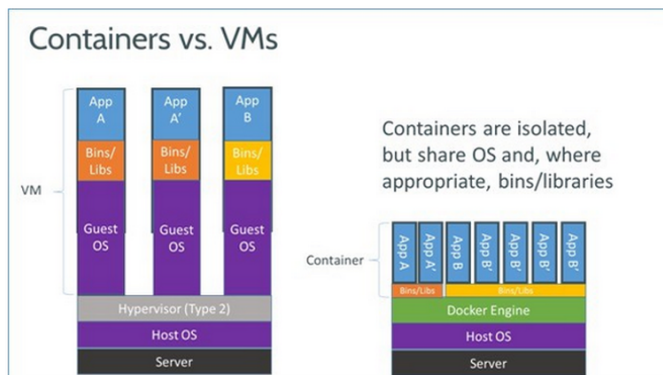 Containers vs. VMs
App
A
App
A'
App
B
Bins/
Libs
Bins/
Libs
Bins/
Libs
VM
Guest
OS
Guest
OS
Guest
OS
Hypervisor (Type 2)
Host OS
Server
Containers are isolated,
but share OS and, where
appropriate, bins/libraries
Container
App A
App A'
App B
App B'
App B'
App B'
App B'
Bins/Libs
Bins/Libs
Docker Engine
Host OS
Server